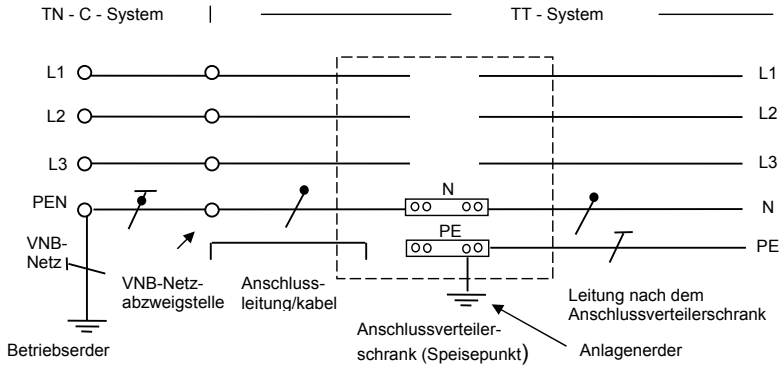 TN - C - System
TT - System
L1
L1
L2
L2
L3
L3
PEN
N
N
PE
PE
VNB-
Netz
VNB-Netz-
abzweigstelle
Anschluss-
leitung/kabel
Leitung nach dem
Anschlussverteilerschrank
Betriebserder
Anschlussverteiler-
schrank (Speisepunkt)
Anlagenerder